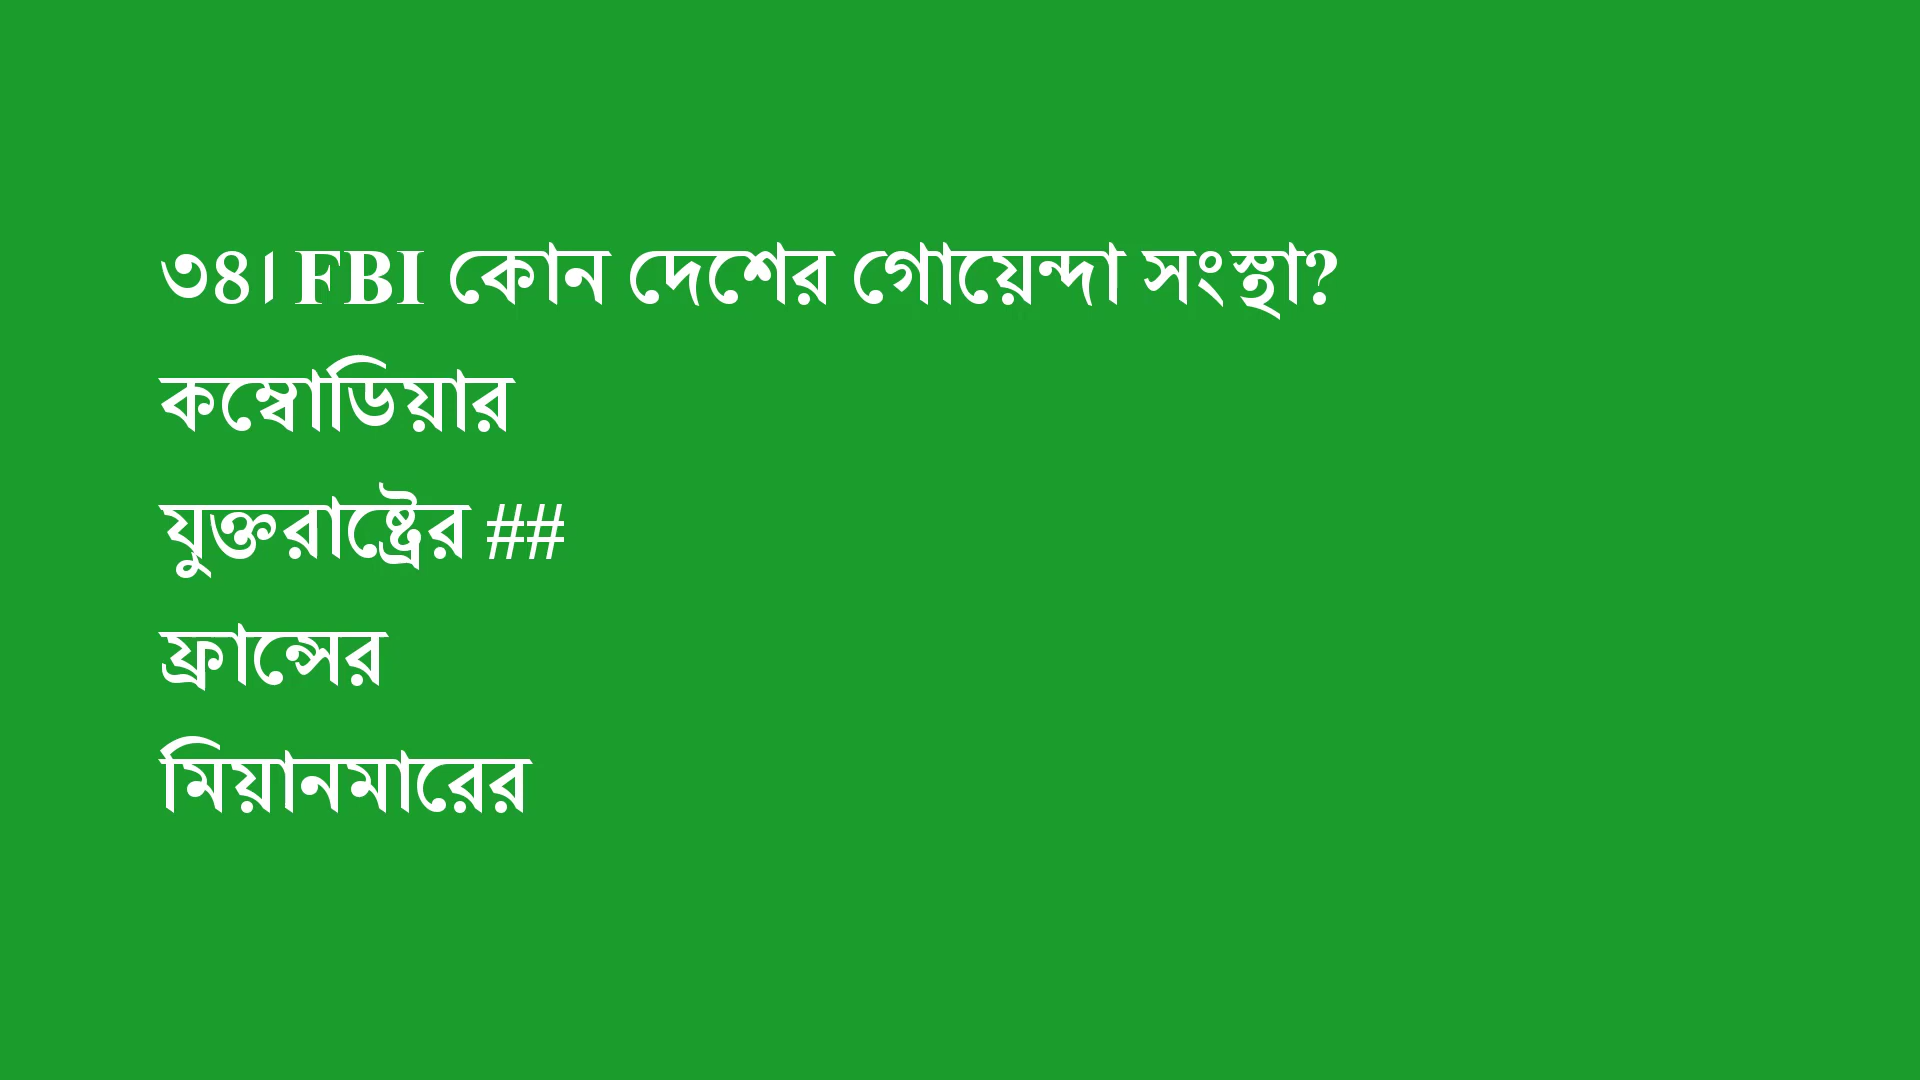 ৩৪। FBI কোন দেশের গোয়েন্দা সংস্থা?
কম্বোডিয়ার
যুক্তরাষ্ট্রের ##
ফ্রান্সের
মিয়ানমারের